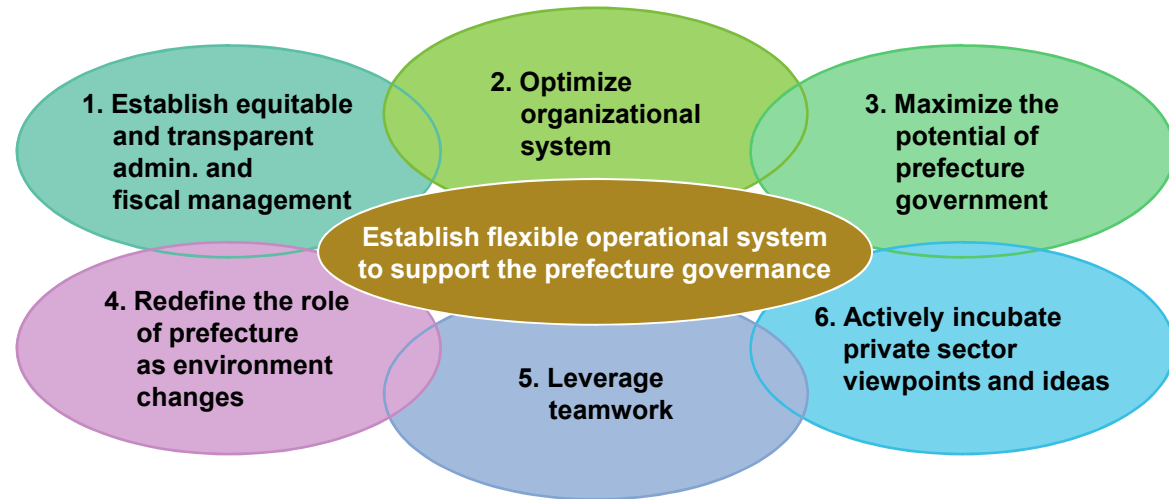 1. Establish equitable
and transparent
admin. and
fiscal management
2. Optimize
organizational
system
3. Maximize the
potential of
prefecture
government
Establish flexible operational system
to support the prefecture governance
4. Redefine the role
of prefecture
as environment
changes
5. Leverage
teamwork
6. Actively incubate
private sector
viewpoints and ideas